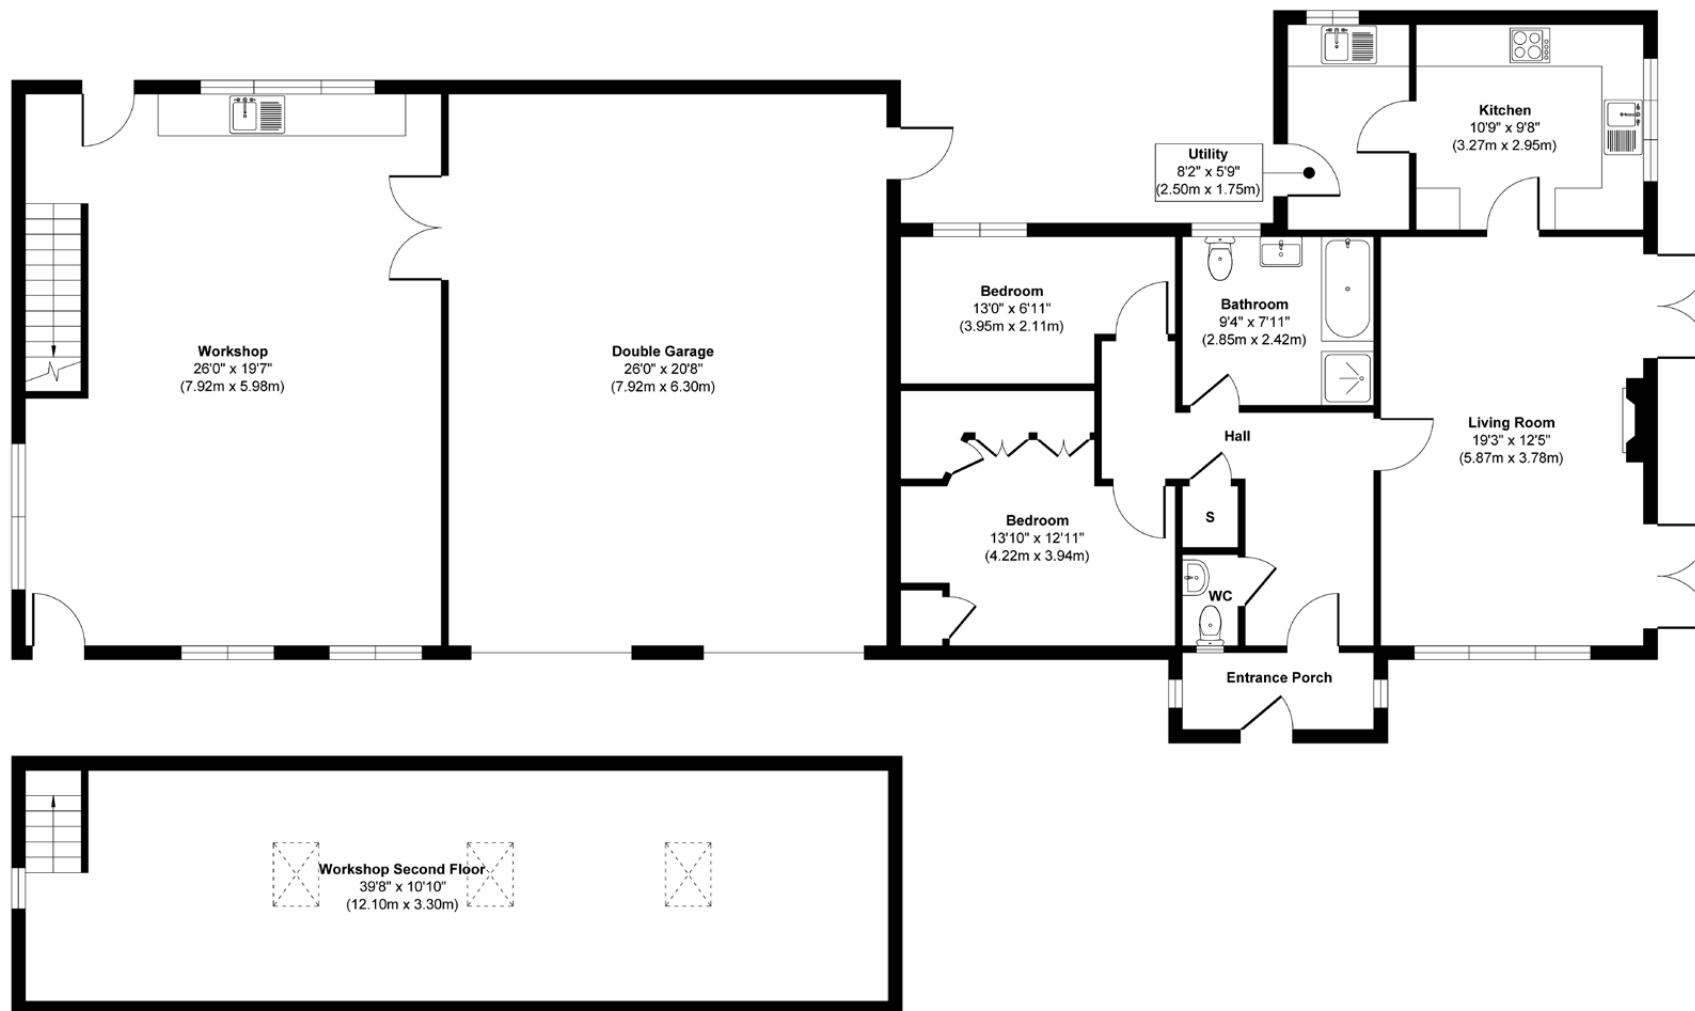 Kitchen
10'9" x 9'8"
(3.27m x 2.95m)
Utility
8'2" x 5'9"
(2.50m x 1.75m)
Bedroom
13'0" x 6'11"
(3.95m x 2.11m)
Bathroom
9'4" x 7'11"
(2.85m x 2.42m)
Workshop
26'0" x 19'7"
(7.92m x 5.98m)
Double Garage
26'0" x 20'8"
(7.92m x 6.30m)
Hall
Living Room
19'3" x 12'5"
(5.87m x 3.78m)
S
Bedroom
13'10" x 12'11"
(4.22m x 3.94m)
WC
Entrance Porch
Workshop Second Floor
39'8" x 10'10"
(12.10m x 3.30m)